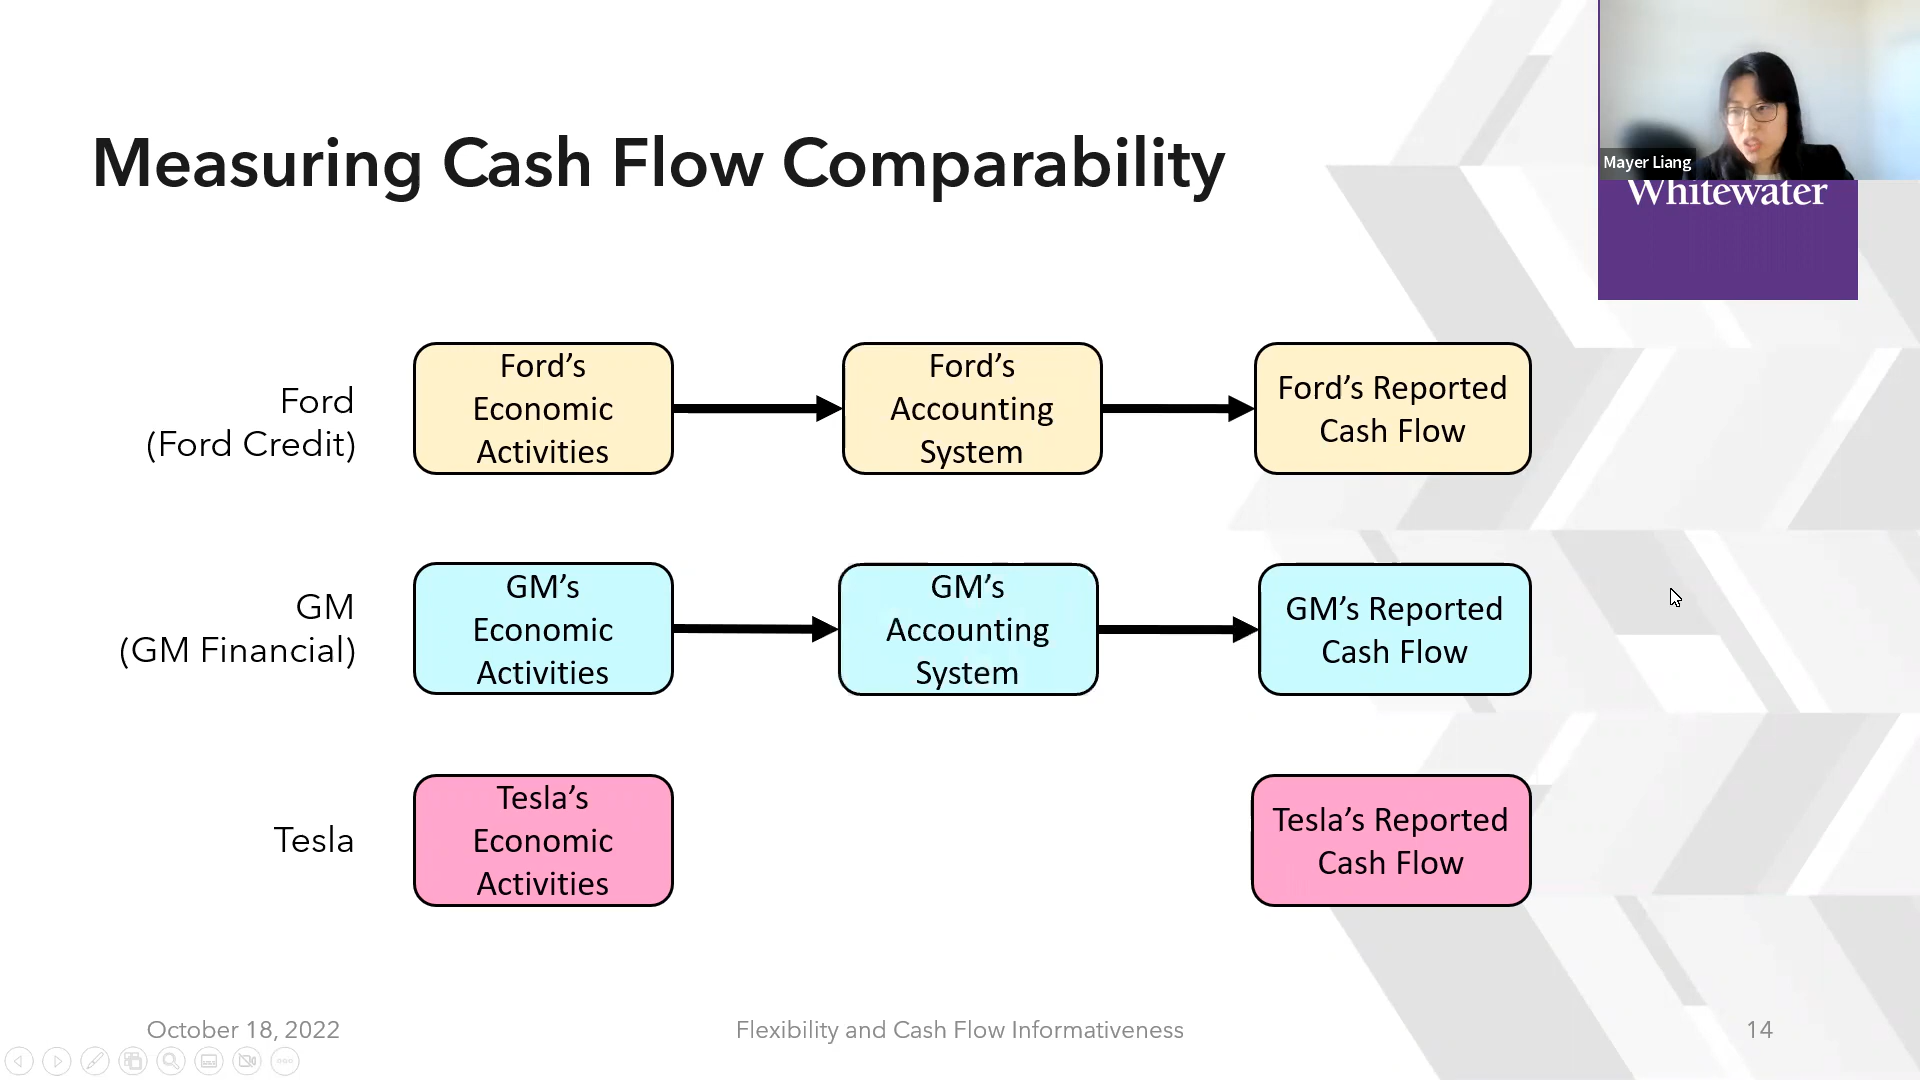 Measuring Cash Flow Comparability
Mayer Liang
Whitewater
Ford
(Ford Credit)
Ford’s
Economic
Activities
Ford’s
Accounting
System
Ford’s Reported
Cash Flow
GM
(GM Financial)
GM’s
Economic
Activities
GM’s
Accounting
System
GM’s Reported
Cash Flow
Tesla
Tesla’s
Economic
Activities
Tesla’s Reported
Cash Flow
October 18, 2022
Flexibility and Cash Flow Informativeness
14